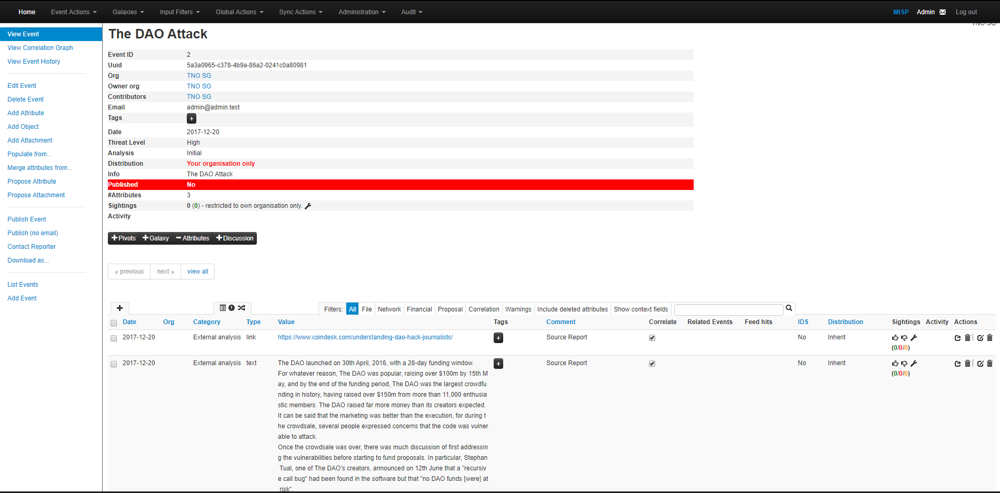 Home Event Actions Galaxies Input Filters Global Actions Sync Actions Administration Audit MISP Admin Log out
TNO SG
View Event
View Correlation Graph
View Event History
Edit Event
Delete Event
Add Attribute
Add Object
Add Attachment
Populate from...
Merge attributes from...
Propose Attribute
Propose Attachment
Publish Event
Publish (no email)
Contact Reporter
Download as...
List Events
Add Event
The DAO Attack
Event ID 2
Uuid 5a3a0965-c378-4b9a-86a2-0241c0a80981
Org TNO SG
Owner org TNO SG
Contributors TNO SG
Email admin@admin.test
Tags +
Date 2017-12-20
Threat Level High
Analysis Initial
Distribution Your organisation only
Info The DAO Attack
Published No
#Attributes 3
Sightings 0 (0) - restricted to own organisation only.
Activity
+Pivots +Galaxy −Attributes +Discussion
« previous next » view all
+ Filters: All File Network Financial Proposal Correlation Warnings Include deleted attributes Show context fields
Date Org Category Type Value Tags Comment Correlate Related Events Feed hits IDS Distribution Sightings Activity Actions
2017-12-20 External analysis link https://www.coindesk.com/understanding-dao-hack-journalists/ + Source Report No Inherit
(0/0/0)
2017-12-20 External analysis text The DAO launched on 30th April, 2016, with a 28-day funding window. + Source Report No Inherit
For whatever reason, The DAO was popular, raising over $100m by 15th M
(0/0/0)
ay, and by the end of the funding period, The DAO was the largest crowdfu
nding in history, having raised over $150m from more than 11,000 enthusia
stic members. The DAO raised far more money than its creators expected.
It can be said that the marketing was better than the execution, for during t
he crowdsale, several people expressed concerns that the code was vulner
able to attack.
Once the crowdsale was over, there was much discussion of first addressin
g the vulnerabilities before starting to fund proposals. In particular, Stephan
Tual, one of The DAO's creators, announced on 12th June that a "recursiv
e call bug" had been found in the software but that "no DAO funds [were] at
risk".